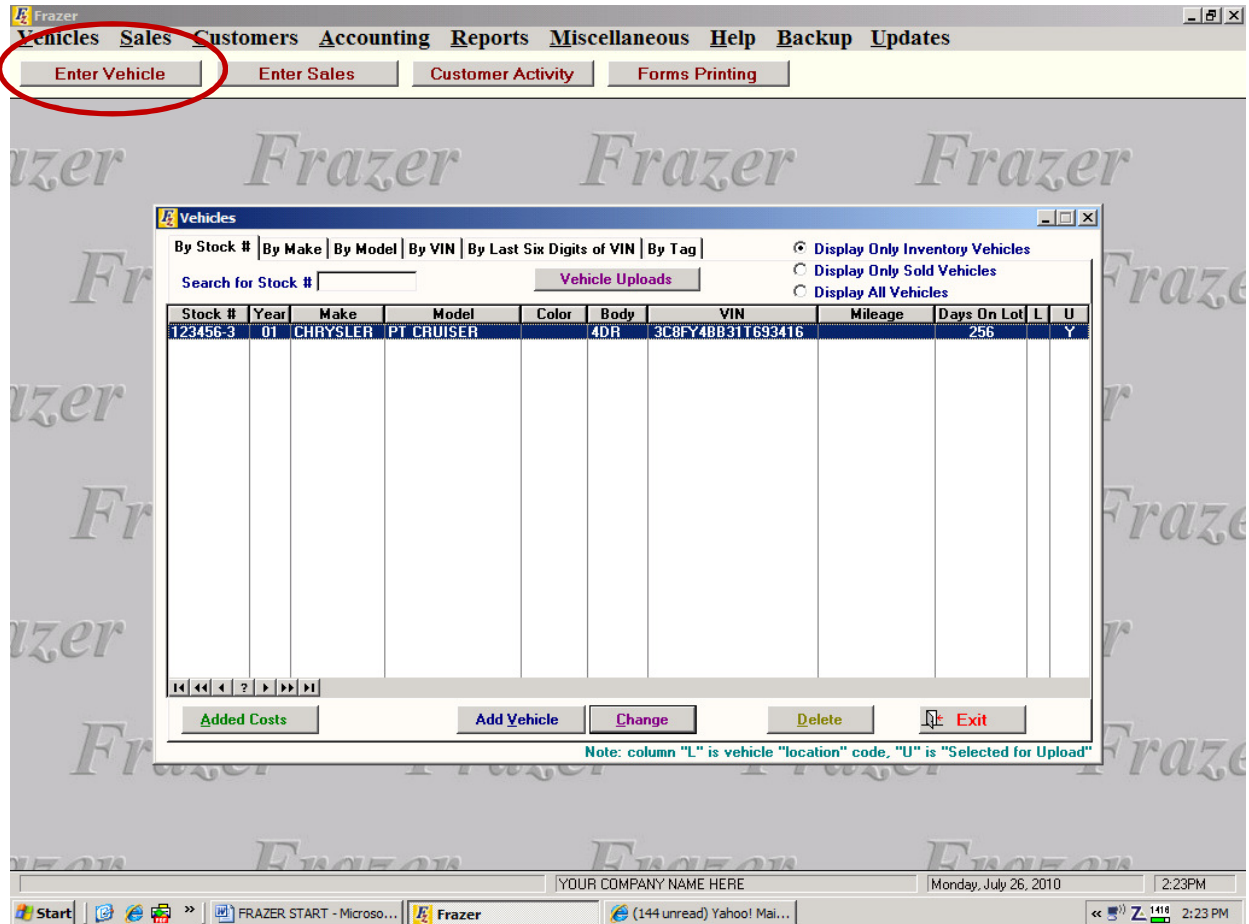 Frazer
Vehicles Sales Customers Accounting Reports Miscellaneous Help Backup Updates
Enter Vehicle Enter Sales Customer Activity Forms Printing
Frazer Frazer Frazer
Vehicles
By Stock # By Make By Model By VIN By Last Six Digits of VIN By Tag
Display Only Inventory Vehicles
Search for Stock # Vehicle Uploads
Display Only Sold Vehicles
Display All Vehicles
Stock # Year Make Model Color Body VIN Mileage Days On Lot L U
123456-3 01 CHRYSLER PT CRUISER 4DR 3C8FY4BB31T693416 256 Y
Added Costs Add Vehicle Change Delete Exit
Note: column "L" is vehicle "location" code, "U" is "Selected for Upload"
YOUR COMPANY NAME HERE Monday, July 26, 2010 2:23PM
Start FRAZER START - Microso... Frazer (144 unread) Yahoo! Mai... 1416 2:23 PM